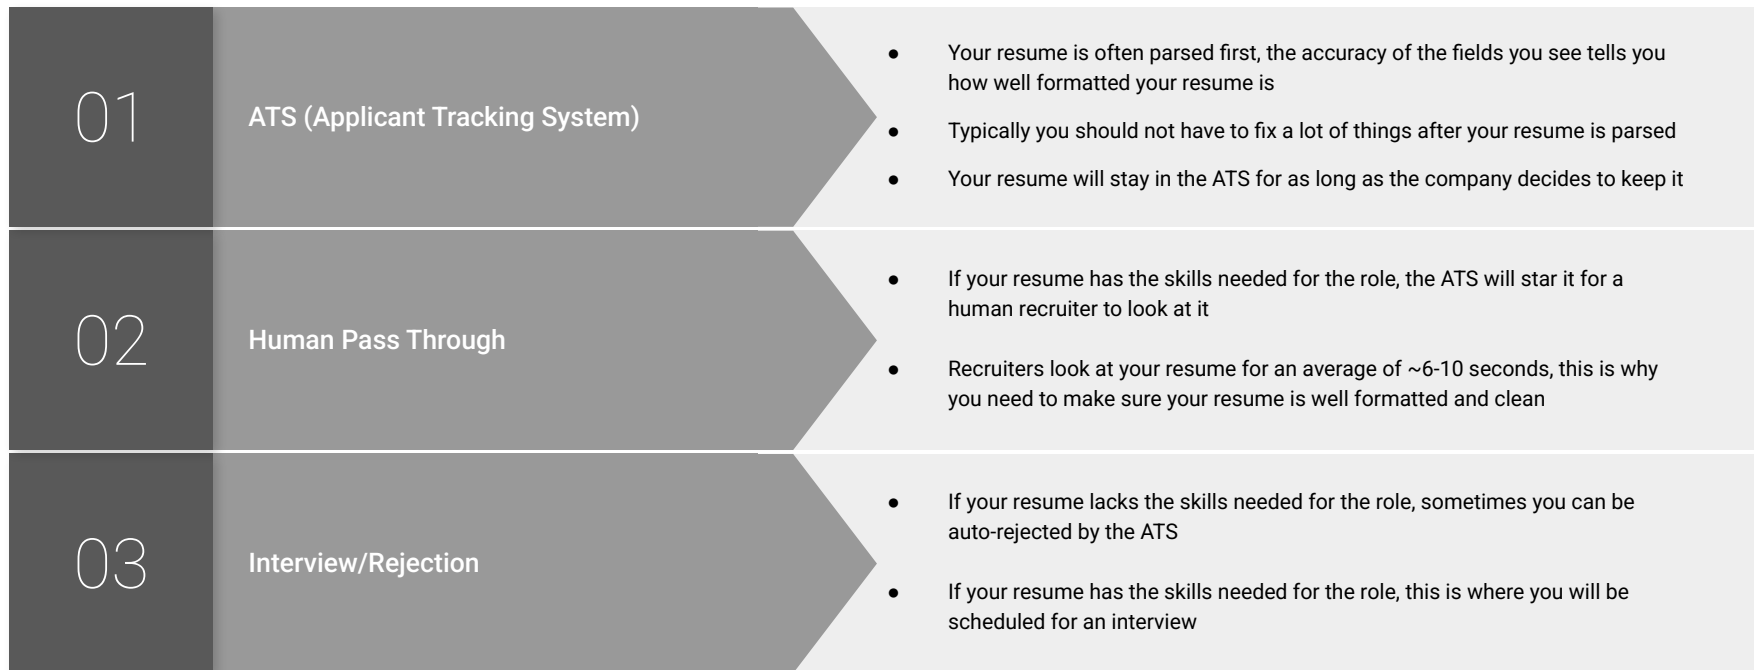 01
ATS (Applicant Tracking System)
● Your resume is often parsed first, the accuracy of the fields you see tells you
how well formatted your resume is
● Typically you should not have to fix a lot of things after your resume is parsed
● Your resume will stay in the ATS for as long as the company decides to keep it
02
Human Pass Through
● If your resume has the skills needed for the role, the ATS will star it for a
human recruiter to look at it
● Recruiters look at your resume for an average of ~6-10 seconds, this is why
you need to make sure your resume is well formatted and clean
03
Interview/Rejection
● If your resume lacks the skills needed for the role, sometimes you can be
auto-rejected by the ATS
● If your resume has the skills needed for the role, this is where you will be
scheduled for an interview